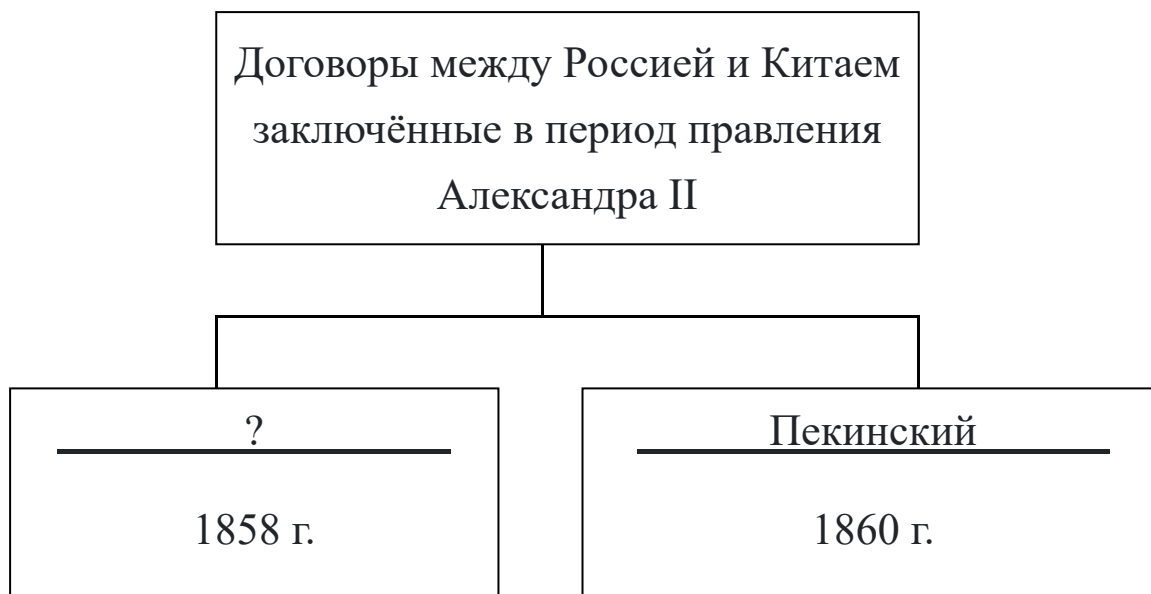 Договоры между Россией и Китаем
заключённые в период правления
Александра II
?
Пекинский
1858 г.
1860 г.